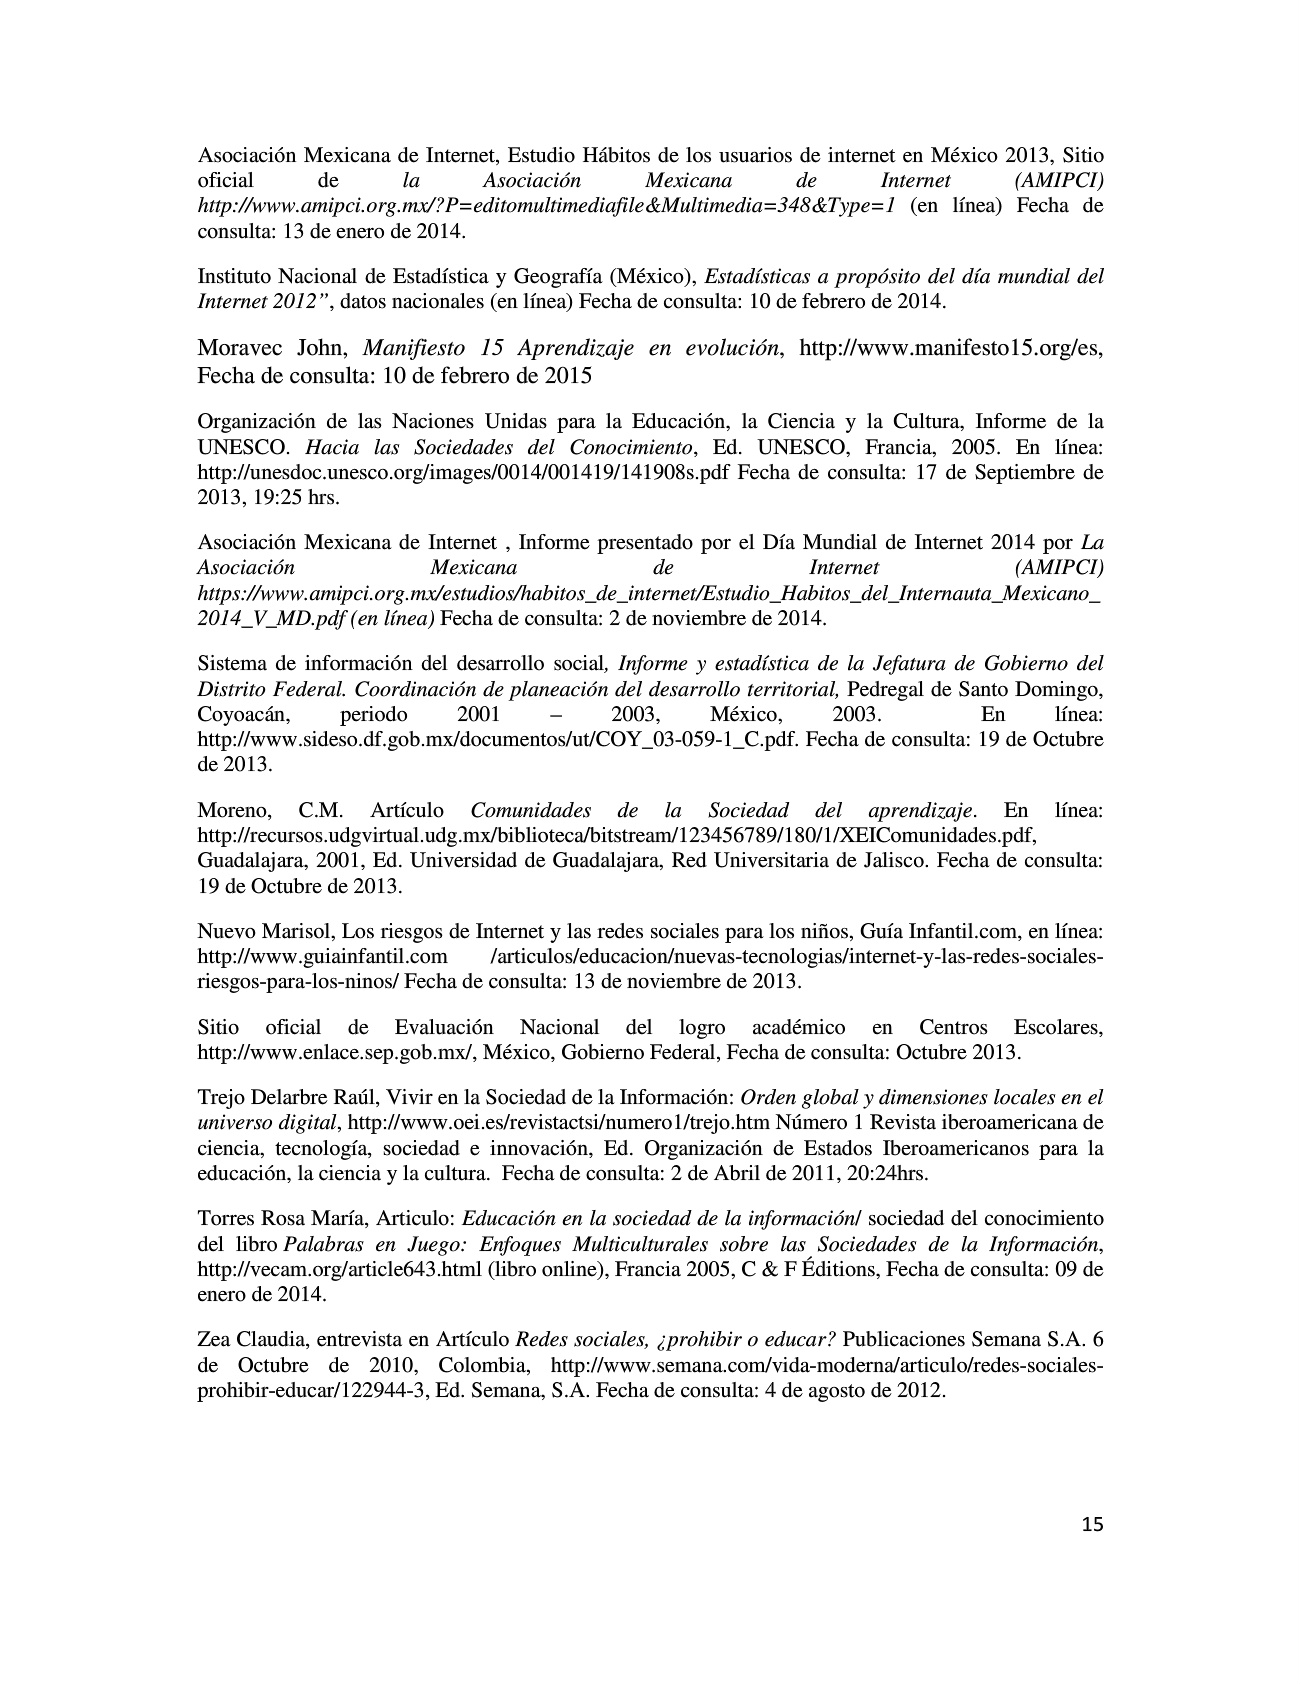 Asociación Mexicana de Internet, Estudio Hábitos de los usuarios de internet en México 2013, Sitio
oficial de la Asociación Mexicana de Internet (AMIPCI)
http://www.amipci.org.mx/?P=editomultimediafile&Multimedia=348&Type=1 (en línea) Fecha de
consulta: 13 de enero de 2014.
Instituto Nacional de Estadística y Geografía (México), Estadísticas a propósito del día mundial del
Internet 2012”, datos nacionales (en línea) Fecha de consulta: 10 de febrero de 2014.
Moravec John, Manifiesto 15 Aprendizaje en evolución, http://www.manifesto15.org/es,
Fecha de consulta: 10 de febrero de 2015
Organización de las Naciones Unidas para la Educación, la Ciencia y la Cultura, Informe de la
UNESCO. Hacia las Sociedades del Conocimiento, Ed. UNESCO, Francia, 2005. En línea:
http://unesdoc.unesco.org/images/0014/001419/141908s.pdf Fecha de consulta: 17 de Septiembre de
2013, 19:25 hrs.
Asociación Mexicana de Internet , Informe presentado por el Día Mundial de Internet 2014 por La
Asociación Mexicana de Internet (AMIPCI)
https://www.amipci.org.mx/estudios/habitos_de_internet/Estudio_Habitos_del_Internauta_Mexicano_
2014_V_MD.pdf (en línea) Fecha de consulta: 2 de noviembre de 2014.
Sistema de información del desarrollo social, Informe y estadística de la Jefatura de Gobierno del
Distrito Federal. Coordinación de planeación del desarrollo territorial, Pedregal de Santo Domingo,
Coyoacán, periodo 2001 – 2003, México, 2003. En línea:
http://www.sideso.df.gob.mx/documentos/ut/COY_03-059-1_C.pdf. Fecha de consulta: 19 de Octubre
de 2013.
Moreno, C.M. Artículo Comunidades de la Sociedad del aprendizaje. En línea:
http://recursos.udgvirtual.udg.mx/biblioteca/bitstream/123456789/180/1/XEIComunidades.pdf,
Guadalajara, 2001, Ed. Universidad de Guadalajara, Red Universitaria de Jalisco. Fecha de consulta:
19 de Octubre de 2013.
Nuevo Marisol, Los riesgos de Internet y las redes sociales para los niños, Guía Infantil.com, en línea:
http://www.guiainfantil.com /articulos/educacion/nuevas-tecnologias/internet-y-las-redes-sociales-
riesgos-para-los-ninos/ Fecha de consulta: 13 de noviembre de 2013.
Sitio oficial de Evaluación Nacional del logro académico en Centros Escolares,
http://www.enlace.sep.gob.mx/, México, Gobierno Federal, Fecha de consulta: Octubre 2013.
Trejo Delarbre Raúl, Vivir en la Sociedad de la Información: Orden global y dimensiones locales en el
universo digital, http://www.oei.es/revistactsi/numero1/trejo.htm Número 1 Revista iberoamericana de
ciencia, tecnología, sociedad e innovación, Ed. Organización de Estados Iberoamericanos para la
educación, la ciencia y la cultura. Fecha de consulta: 2 de Abril de 2011, 20:24hrs.
Torres Rosa María, Articulo: Educación en la sociedad de la información/ sociedad del conocimiento
del libro Palabras en Juego: Enfoques Multiculturales sobre las Sociedades de la Información,
http://vecam.org/article643.html (libro online), Francia 2005, C & F Éditions, Fecha de consulta: 09 de
enero de 2014.
Zea Claudia, entrevista en Artículo Redes sociales, ¿prohibir o educar? Publicaciones Semana S.A. 6
de Octubre de 2010, Colombia, http://www.semana.com/vida-moderna/articulo/redes-sociales-
prohibir-educar/122944-3, Ed. Semana, S.A. Fecha de consulta: 4 de agosto de 2012.
15